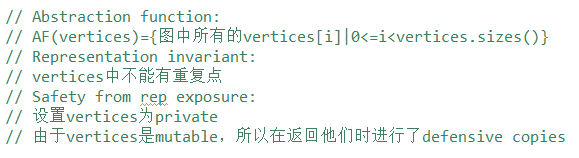 // Abstraction function:
// AF(vertices)={图中所有的vertices[i]|0<=i<vertices.sizes()}
// Representation invariant:
// vertices中不能有重复点
// Safety from rep exposure:
// 设置vertices为private
// 由于vertices是mutable，所以在返回他们时进行了defensive copies